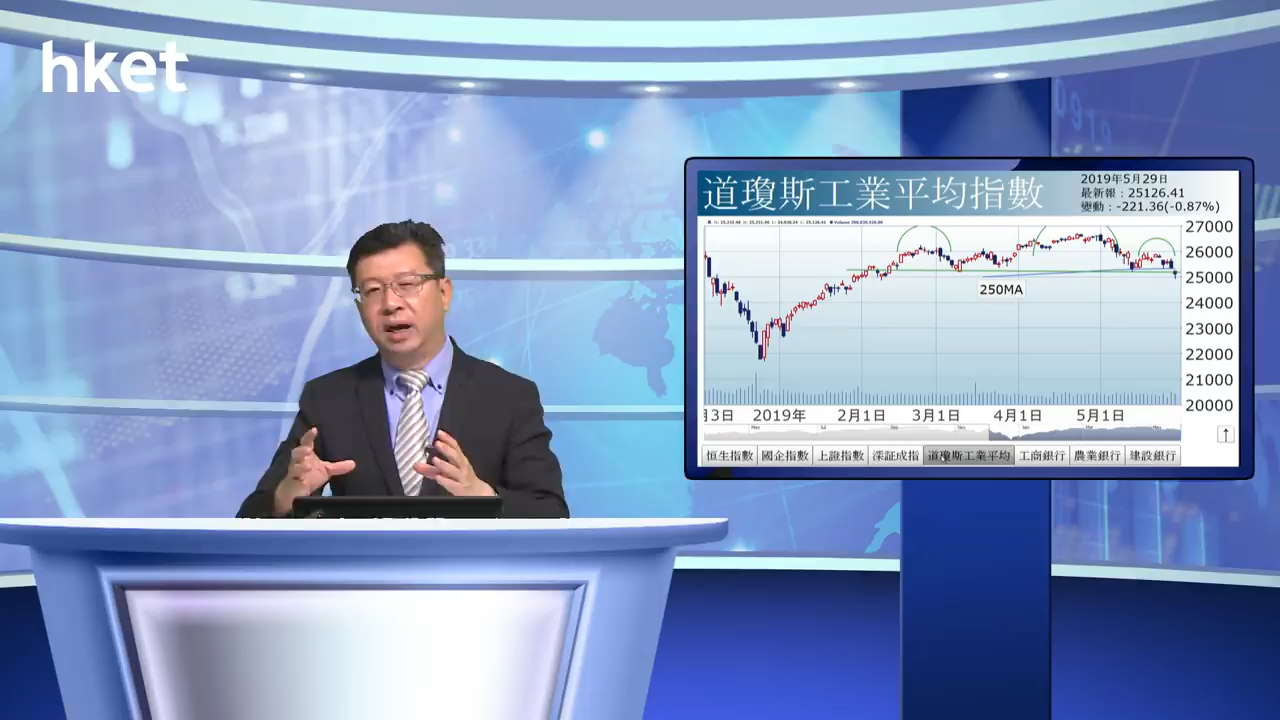 hket
道瓊斯工業平均指數
2019年5月29日
最新報：25126.41
變動：-221.36(-0.87%)
27000
26000
25000
24000
23000
22000
21000
20000
250MA
3日 2019年 2月1日 3月1日 4月1日 5月1日
恒生指數 國企指數 上證指數 深証成指 道瓊斯工業平均 工商銀行 農業銀行 建設銀行